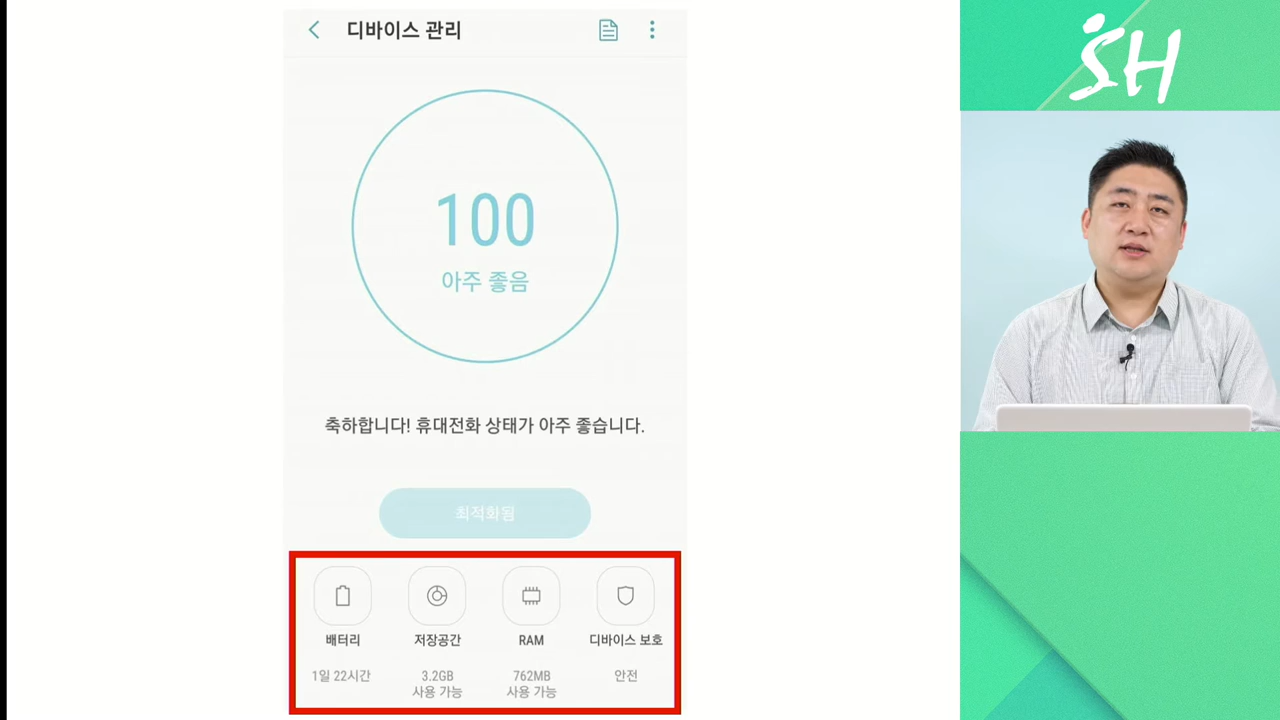 디바이스 관리
100
아주 좋음
축하합니다! 휴대전화 상태가 아주 좋습니다.
최적화됨
배터리 저장공간 RAM 디바이스 보호
1일 22시간 3.2GB 762MB 안전
사용 가능 사용 가능
SH